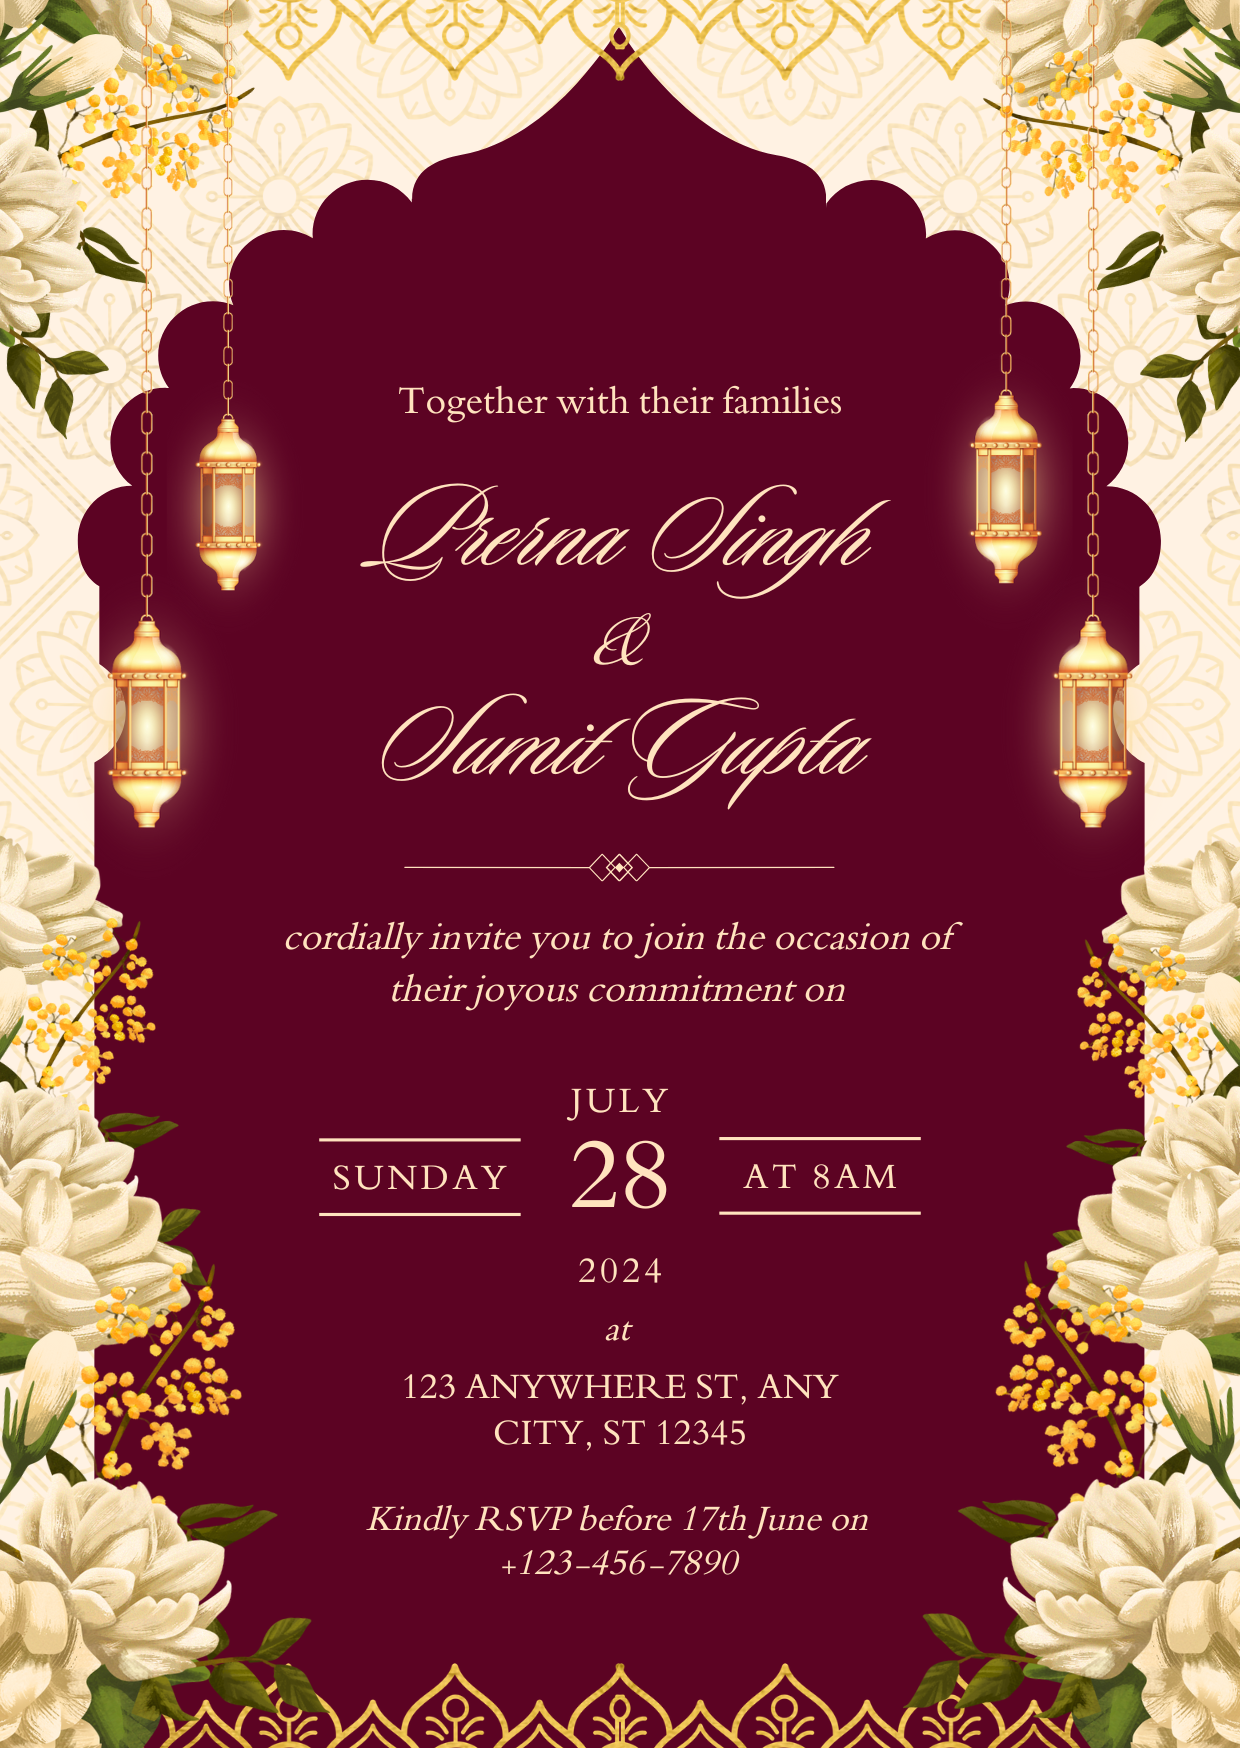 Together with their families
Prerna Singh
&
Sumit Gupta
cordially invite you to join the occasion of
their joyous commitment on
JULY
SUNDAY 28 AT 8AM
2024
at
123 ANYWHERE ST, ANY
CITY, ST 12345
Kindly RSVP before 17th June on
+123-456-7890